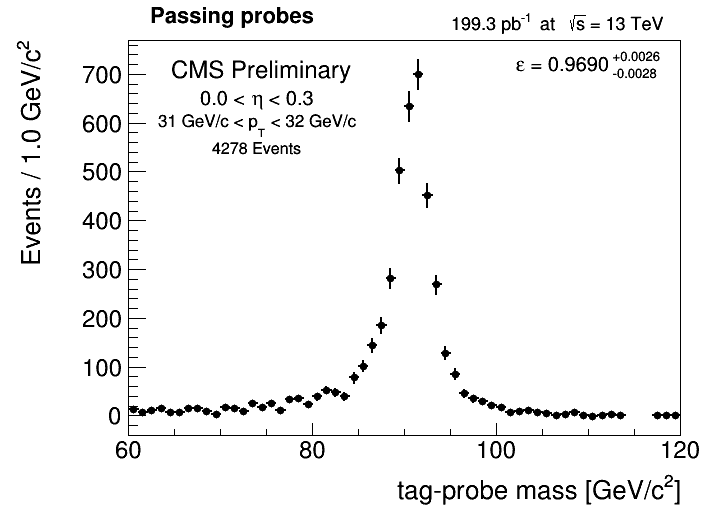 Passing probes
199.3 pb-1 at √s = 13 TeV
CMS Preliminary
ε = 0.9690 +0.0026 -0.0028
0.0 < η < 0.3
31 GeV/c < pT < 32 GeV/c
4278 Events
Events / 1.0 GeV/c2
700
600
500
400
300
200
100
0
60 80 100 120
tag-probe mass [GeV/c2]